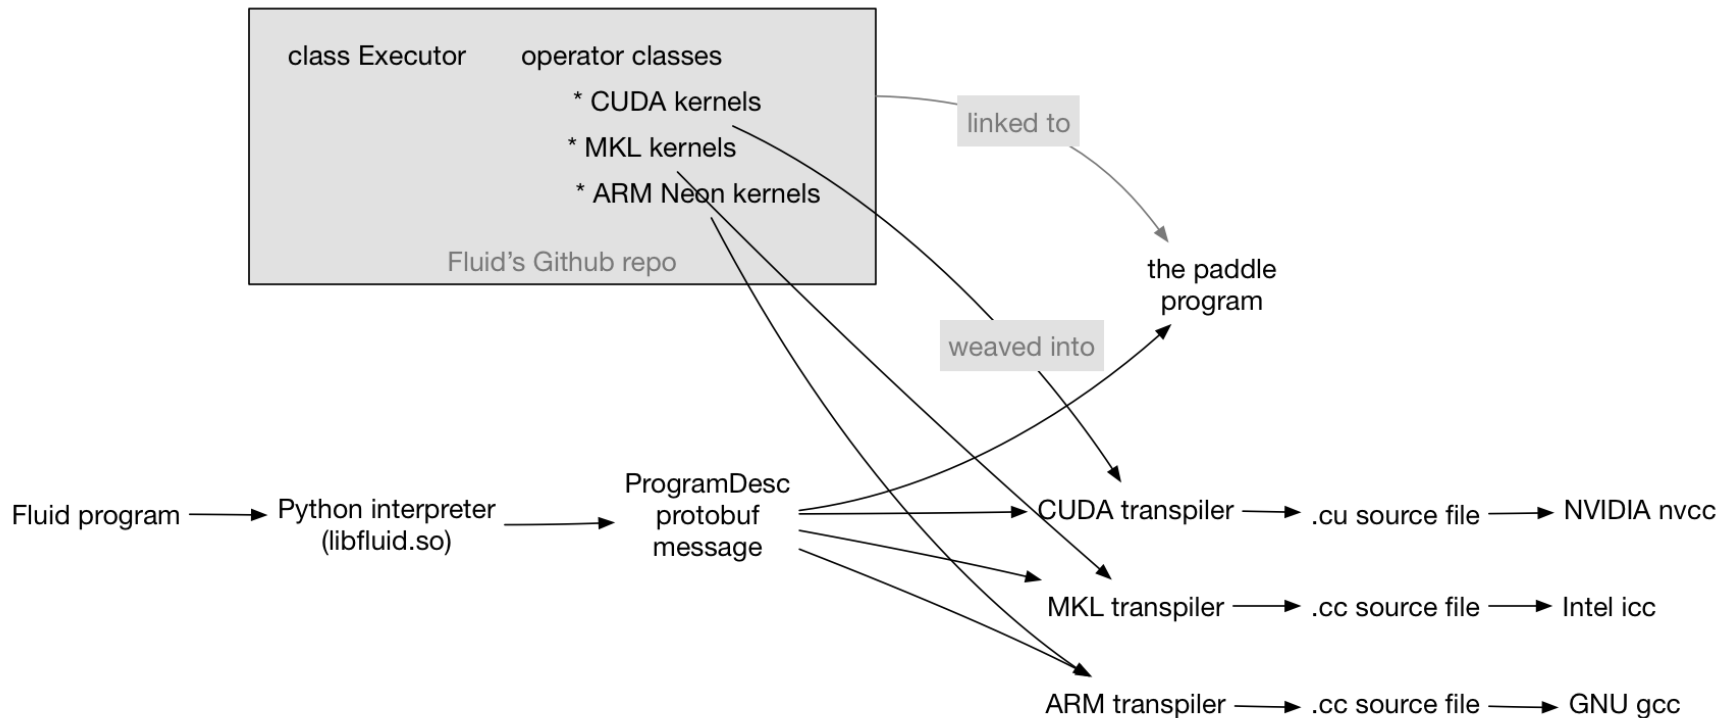 class Executor
operator classes
* CUDA kernels
* MKL kernels
* ARM Neon kernels
Fluid's Github repo
linked to
the paddle
program
weaved into
Fluid program
Python interpreter
(libfluid.so)
ProgramDesc
protobuf
message
CUDA transpiler
.cu source file
NVIDIA nvcc
MKL transpiler
.cc source file
Intel icc
ARM transpiler
.cc source file
GNU gcc